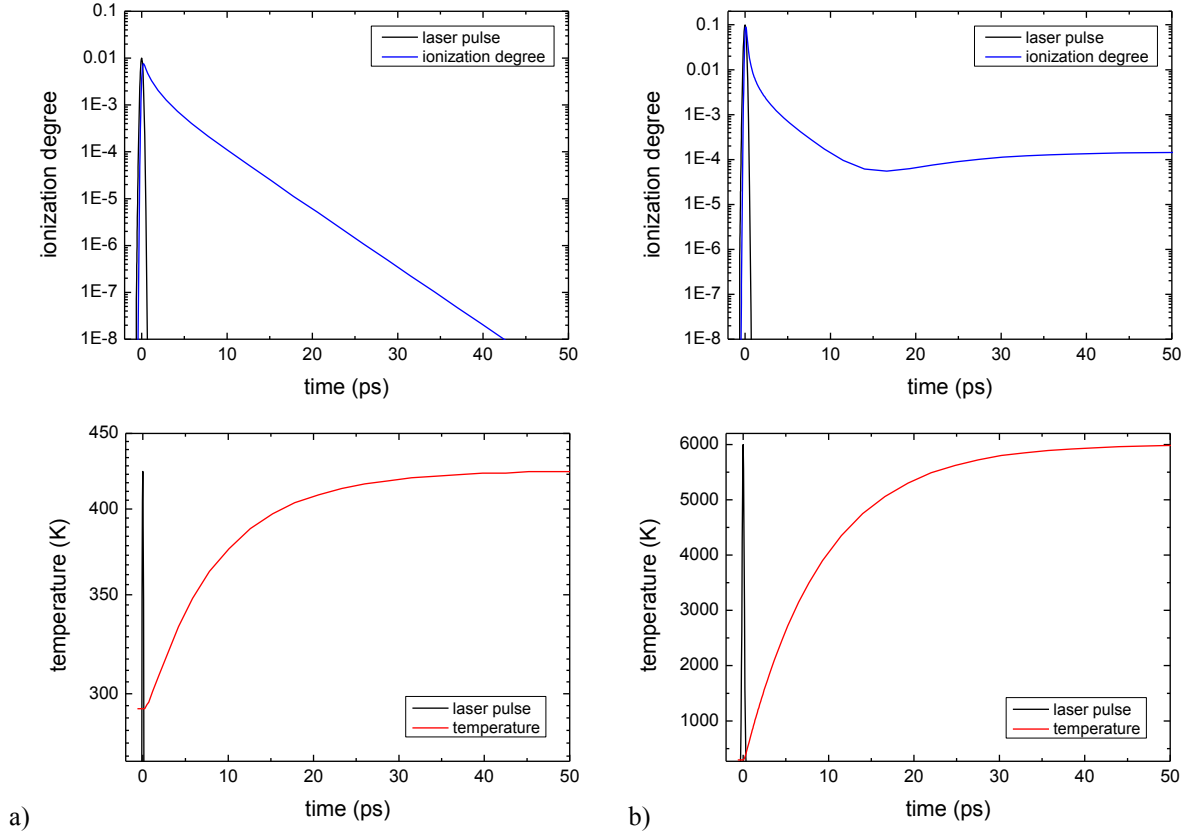 0.1
0.01
1E-3
1E-4
1E-5
1E-6
1E-7
1E-8
ionization degree
laser pulse
ionization degree
0 10 20 30 40 50
time (ps)
0.1
0.01
1E-3
1E-4
1E-5
1E-6
1E-7
1E-8
ionization degree
laser pulse
ionization degree
0 10 20 30 40 50
time (ps)
450
400
350
300
temperature (K)
laser pulse
temperature
0 10 20 30 40 50
time (ps)
a)
6000
5000
4000
3000
2000
1000
temperature (K)
laser pulse
temperature
0 10 20 30 40 50
time (ps)
b)